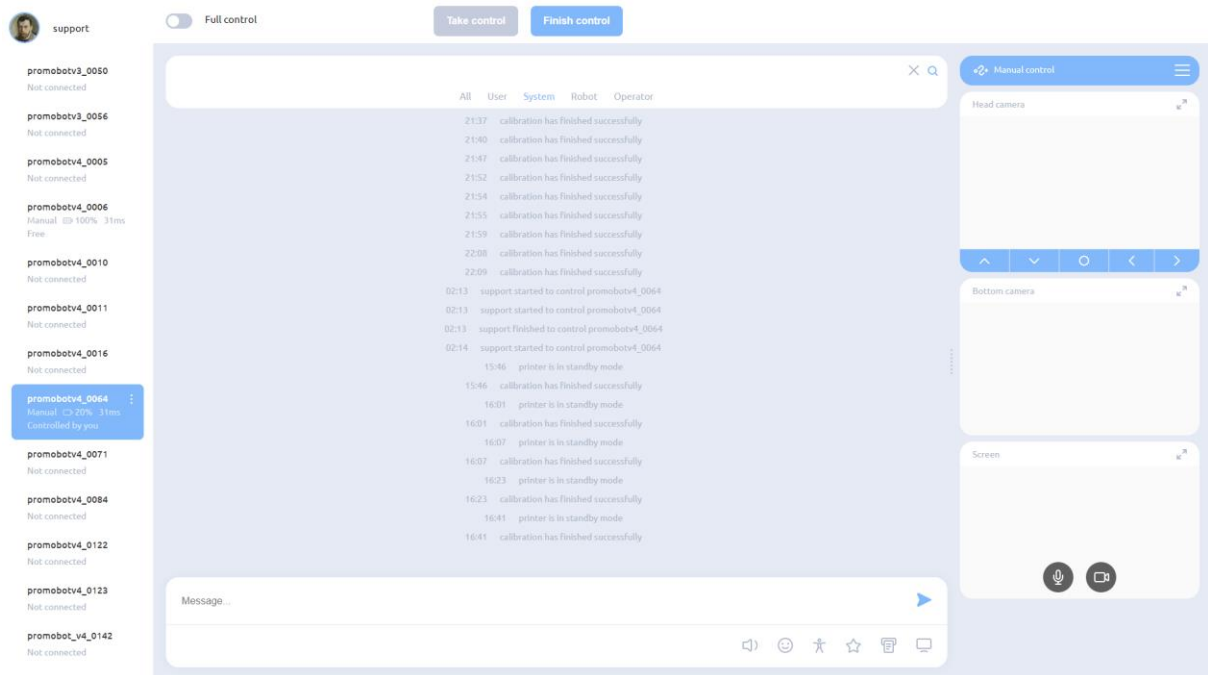 support
Full control
Take control
Finish control
promobotv3_0050
Not connected
promobotv3_0056
Not connected
promobotv4_0005
Not connected
promobotv4_0006
Manual 100% 31ms
Free
promobotv4_0010
Not connected
promobotv4_0011
Not connected
promobotv4_0016
Not connected
promobotv4_0064
Manual 20% 31ms
Controlled by you
promobotv4_0071
Not connected
promobotv4_0084
Not connected
promobotv4_0122
Not connected
promobotv4_0123
Not connected
promobot_v4_0142
Not connected
All User System Robot Operator
21:37 calibration has finished successfully
21:40 calibration has finished successfully
21:47 calibration has finished successfully
21:52 calibration has finished successfully
21:54 calibration has finished successfully
21:55 calibration has finished successfully
21:59 calibration has finished successfully
22:08 calibration has finished successfully
22:09 calibration has finished successfully
02:13 support started to control promobotv4_0064
02:13 support started to control promobotv4_0064
02:13 support finished to control promobotv4_0064
02:14 support started to control promobotv4_0064
15:46 printer is in standby mode
15:46 calibration has finished successfully
16:01 printer is in standby mode
16:01 calibration has finished successfully
16:07 printer is in standby mode
16:07 calibration has finished successfully
16:23 printer is in standby mode
16:23 calibration has finished successfully
16:41 printer is in standby mode
16:41 calibration has finished successfully
Message...
Manual control
Head camera
Bottom camera
Screen